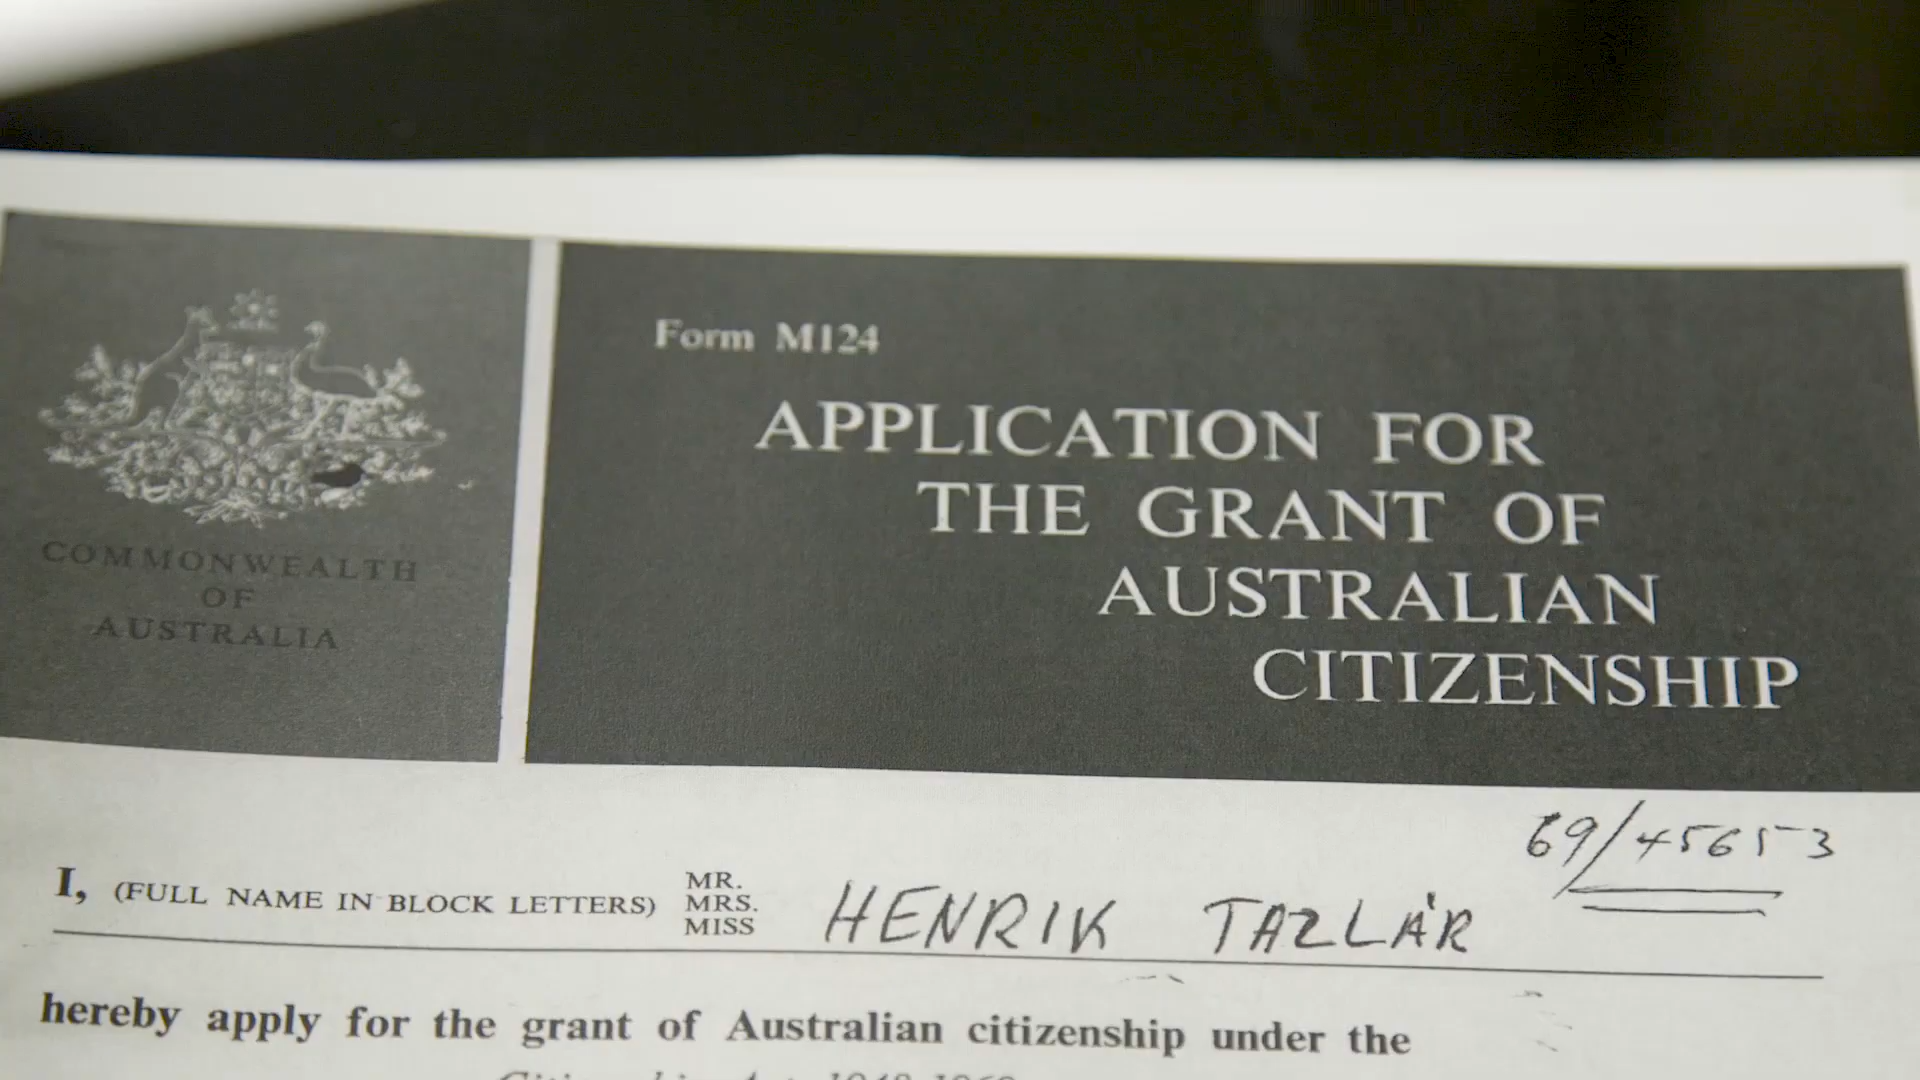 COMMONWEALTH
OF
AUSTRALIA
Form M124
APPLICATION FOR
THE GRANT OF
AUSTRALIAN
CITIZENSHIP
69/45653
I, (FULL NAME IN BLOCK LETTERS) MR. MRS. MISS HENRIK TAZLÁR
hereby apply for the grant of Australian citizenship under the